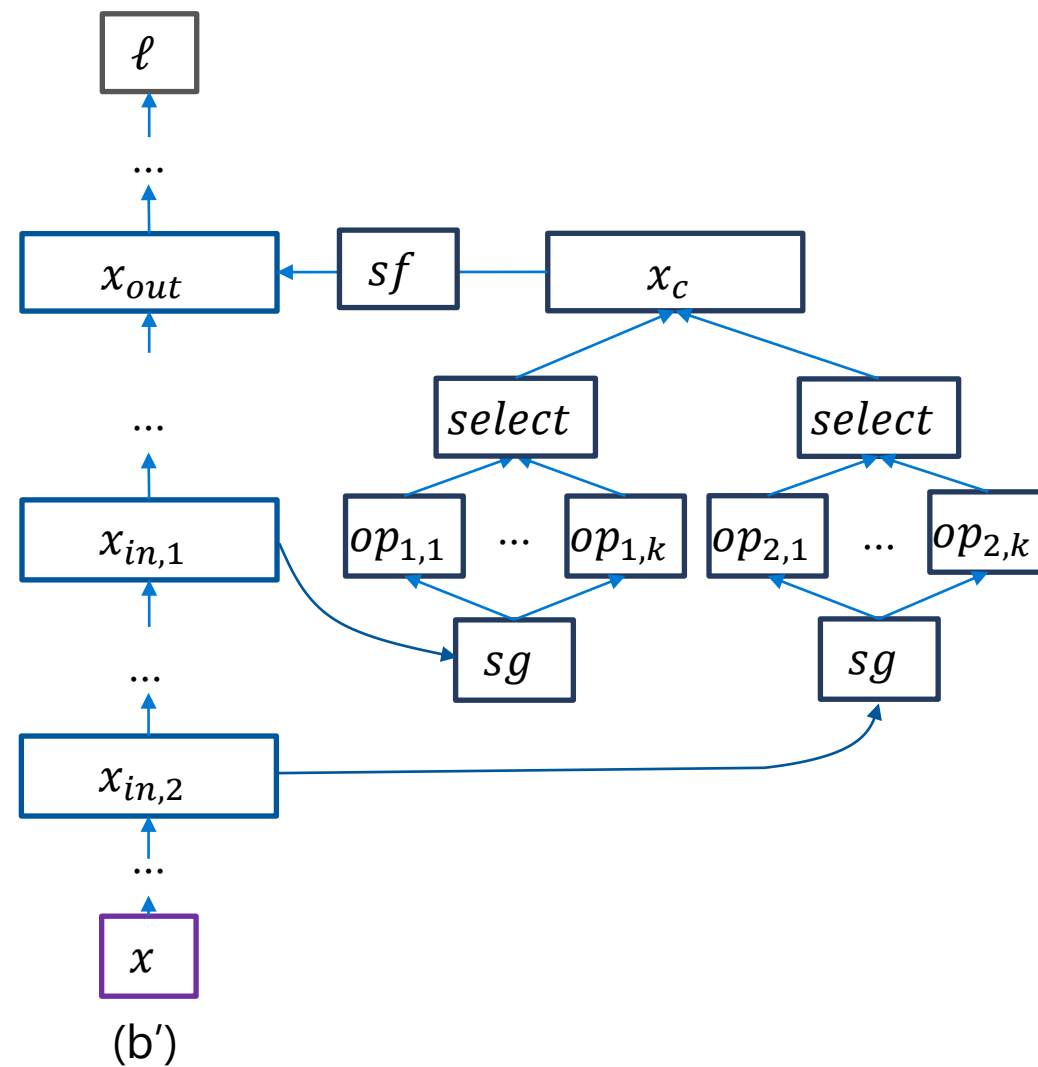 ℓ
...
x_out sf x_c
select select
...
x_in,1 op_1,1 ... op_1,k op_2,1 ... op_2,k
sg sg
...
x_in,2
...
x
(b′)